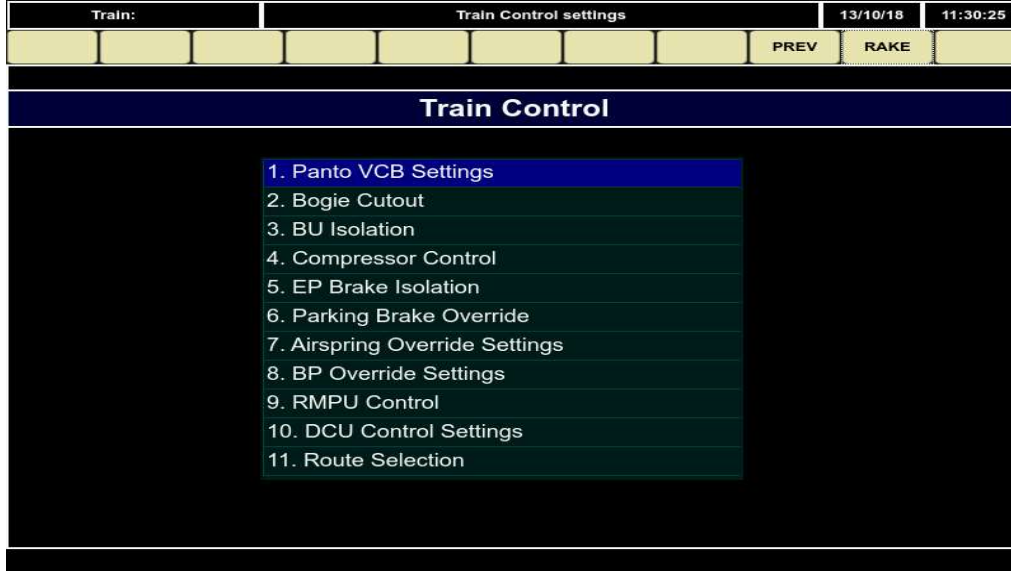 Train: Train Control settings 13/10/18 11:30:25
PREV RAKE
Train Control
1. Panto VCB Settings
2. Bogie Cutout
3. BU Isolation
4. Compressor Control
5. EP Brake Isolation
6. Parking Brake Override
7. Airspring Override Settings
8. BP Override Settings
9. RMPU Control
10. DCU Control Settings
11. Route Selection